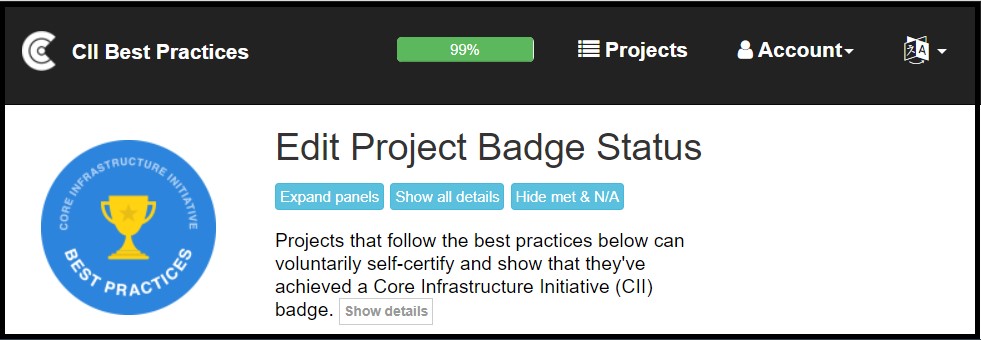 CII Best Practices
99%
Projects
Account
Edit Project Badge Status
CORE INFRASTRUCTURE INITIATIVE
BEST PRACTICES
Expand panels
Show all details
Hide met & N/A
Projects that follow the best practices below can
voluntarily self-certify and show that they've
achieved a Core Infrastructure Initiative (CII)
badge. Show details